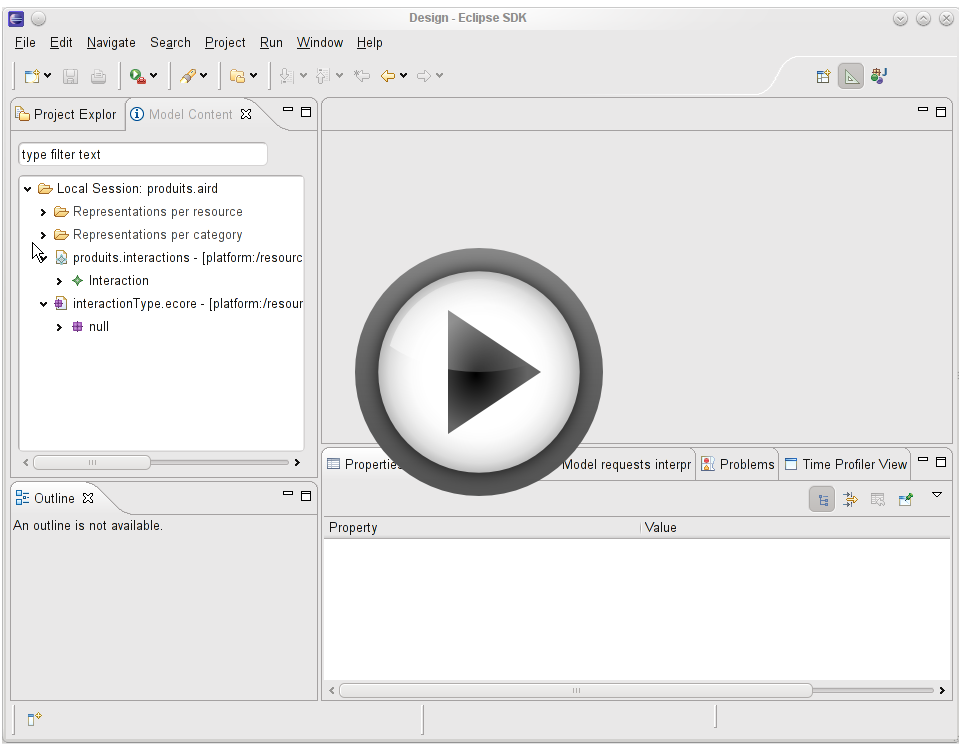 Design - Eclipse SDK
File Edit Navigate Search Project Run Window Help
Project Explor
Model Content
type filter text
Local Session: produits.aird
Representations per resource
Representations per category
produits.interactions - [platform:/resourc
Interaction
interactionType.ecore - [platform:/resour
null
Outline
An outline is not available.
Properties
Model requests interpr
Problems
Time Profiler View
Property Value